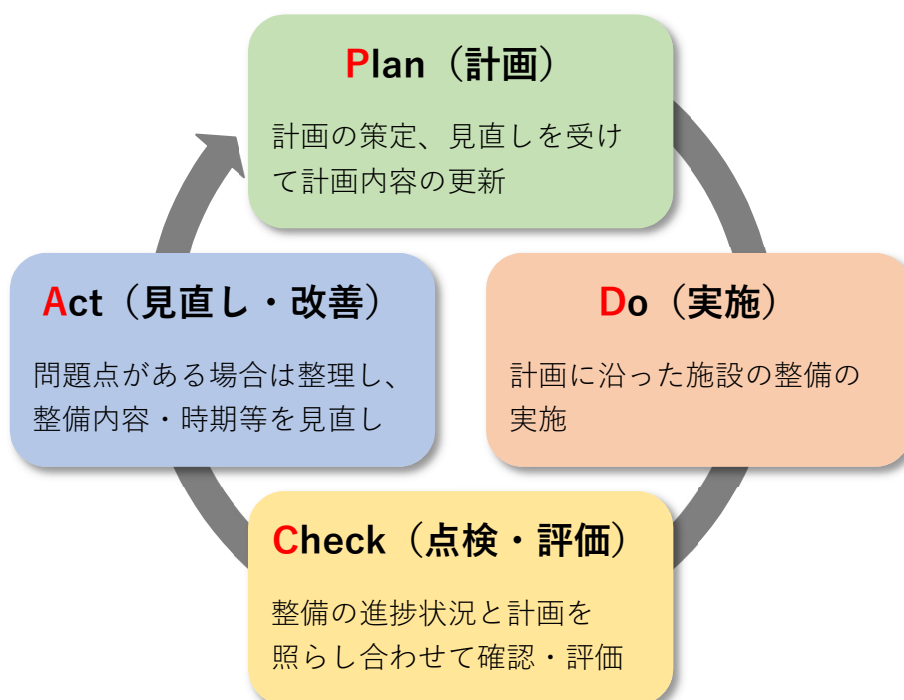 Plan（計画）
計画の策定、見直しを受け
て計画内容の更新
Act（見直し・改善）
問題点がある場合は整理し、
整備内容・時期等を見直し
Do（実施）
計画に沿った施設の整備の
実施
Check（点検・評価）
整備の進捗状況と計画を
照らし合わせて確認・評価